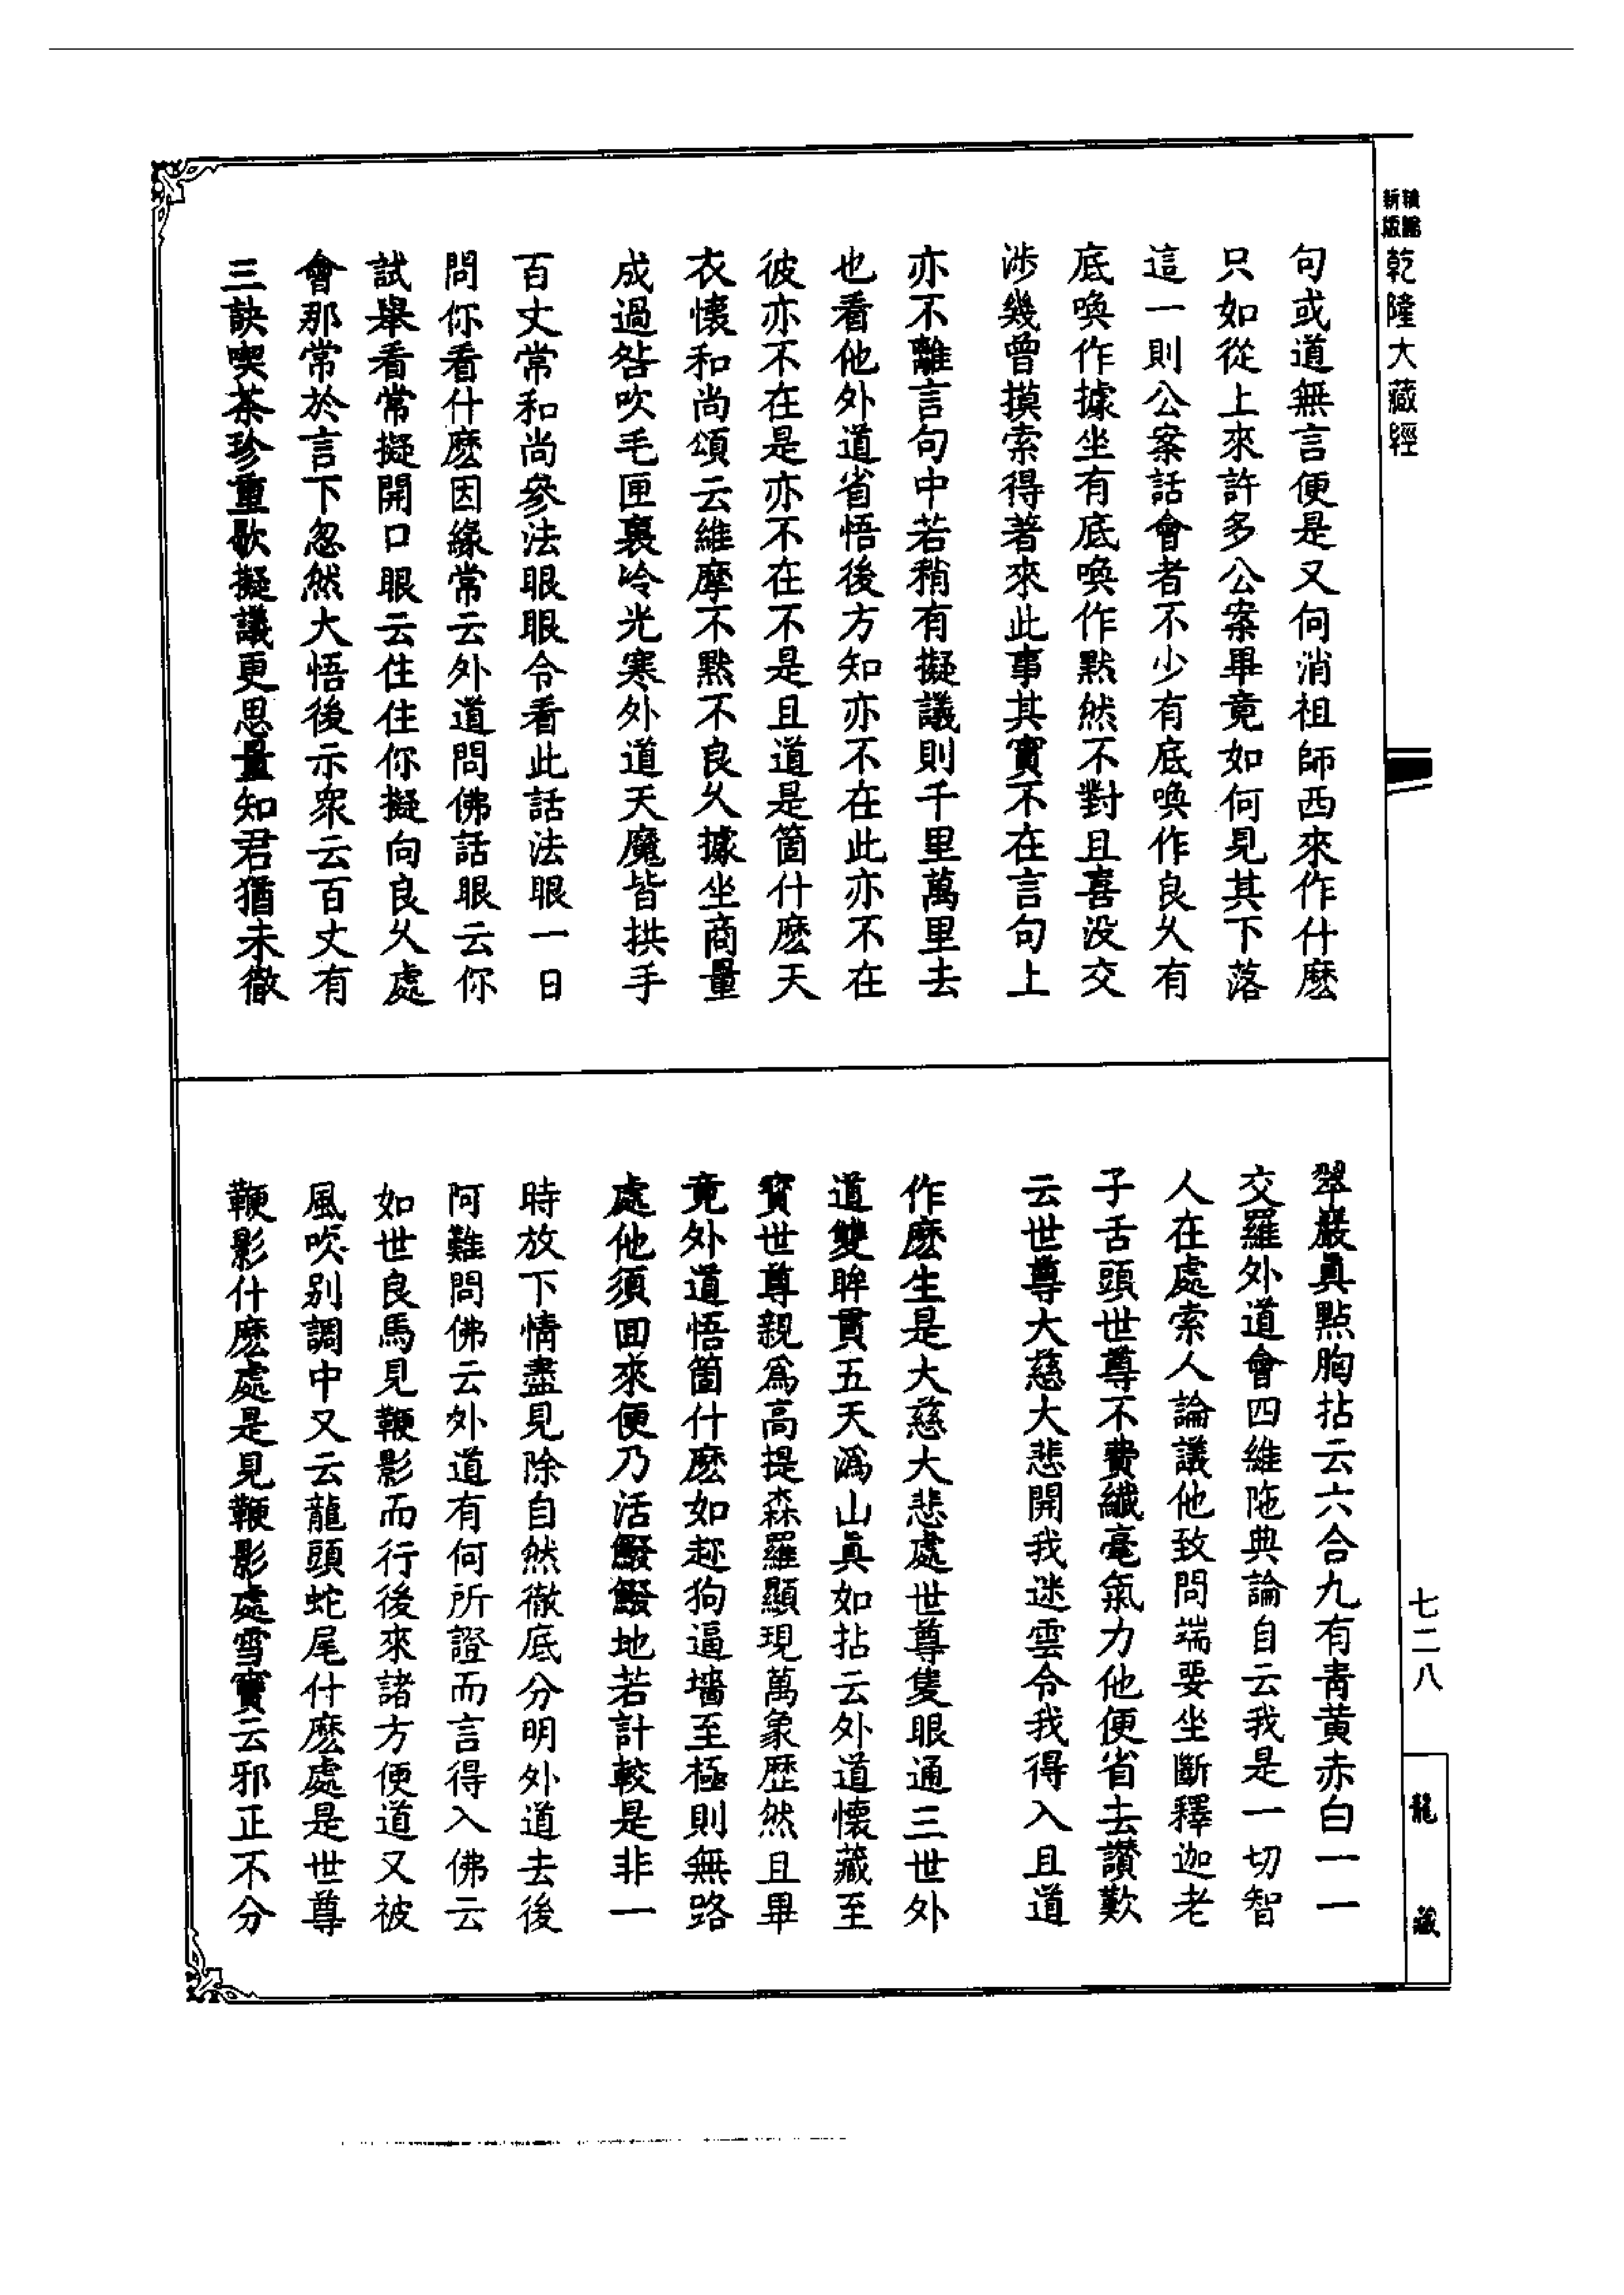 新版
乾隆大藏經
句或道無言便是又何消祖師西來作什麽
只如從上來許多公案畢竟如何見其下落
這一則公案話會者不少有底喚作良久有
底喚作據坐有底喚作黙然不對且喜没交
涉幾曾摸索得著來此事其實不在言句上
亦不離言句中若稍有擬議則千里萬里去
也看他外道省悟後方知亦不在此亦不在
彼亦不在是亦不在不是且道是箇什麽天
衣懷和尚頌云維摩不黙不良久據坐商量
成過咎吹毛匣裏冷光寒外道天魔皆拱手
百丈常和尚參法眼眼令看此話法眼一日
問你看什麽因緣常云外道問佛話眼云你
試舉看常擬開口眼云住住你擬向良久處
會那常於言下忽然大悟後示衆云百丈有
三訣喫茶珍重歇擬議更思量知君猶未徹
翠巖眞點胸拈云六合九有青黄赤白一一
交羅外道會四維陁典論自云我是一切智
人在處索人論議他致問端要坐斷釋迦老
子舌頭世尊不費纎毫氣力他便省去讃歎
云世尊大慈大悲開我迷雲令我得入且道
作麽生是大慈大悲處世尊隻眼通三世外
道雙眸貫五天潙山眞如拈云外道懷藏至
寳世尊親爲高提森羅顯現萬象歷然且畢
竟外道悟箇什麽如趂狗逼墻至極則無路
處他須回來便乃活鱍鱍地若計較是非一
時放下情盡見除自然徹底分明外道去後
阿難問佛云外道有何所證而言得入佛云
如世良馬見鞭影而行後來諸方便道又被
風吹别調中又云龍頭蛇尾什麽處是世尊
鞭影什麽處是見鞭影處雪竇云邪正不分
七二八
龍藏